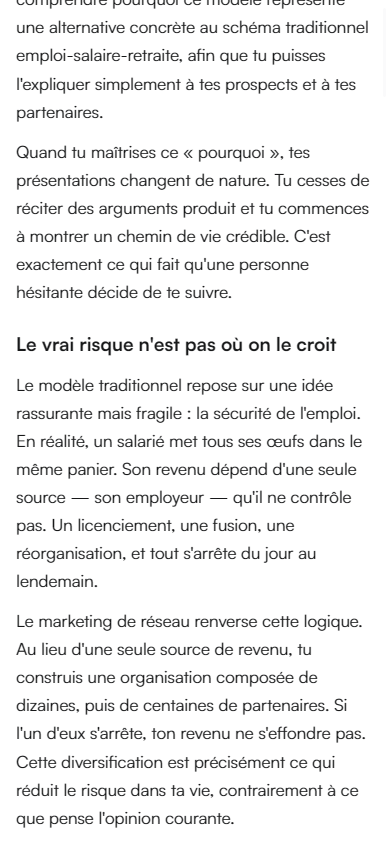 comprendre pourquoi ce modèle représente
une alternative concrète au schéma traditionnel
emploi-salaire-retraite, afin que tu puisses
l'expliquer simplement à tes prospects et à tes
partenaires.
Quand tu maîtrises ce « pourquoi », tes
présentations changent de nature. Tu cesses de
réciter des arguments produit et tu commences
à montrer un chemin de vie crédible. C'est
exactement ce qui fait qu'une personne
hésitante décide de te suivre.
Le vrai risque n'est pas où on le croit
Le modèle traditionnel repose sur une idée
rassurante mais fragile : la sécurité de l'emploi.
En réalité, un salarié met tous ses œufs dans le
même panier. Son revenu dépend d'une seule
source — son employeur — qu'il ne contrôle
pas. Un licenciement, une fusion, une
réorganisation, et tout s'arrête du jour au
lendemain.
Le marketing de réseau renverse cette logique.
Au lieu d'une seule source de revenu, tu
construis une organisation composée de
dizaines, puis de centaines de partenaires. Si
l'un d'eux s'arrête, ton revenu ne s'effondre pas.
Cette diversification est précisément ce qui
réduit le risque dans ta vie, contrairement à ce
que pense l'opinion courante.